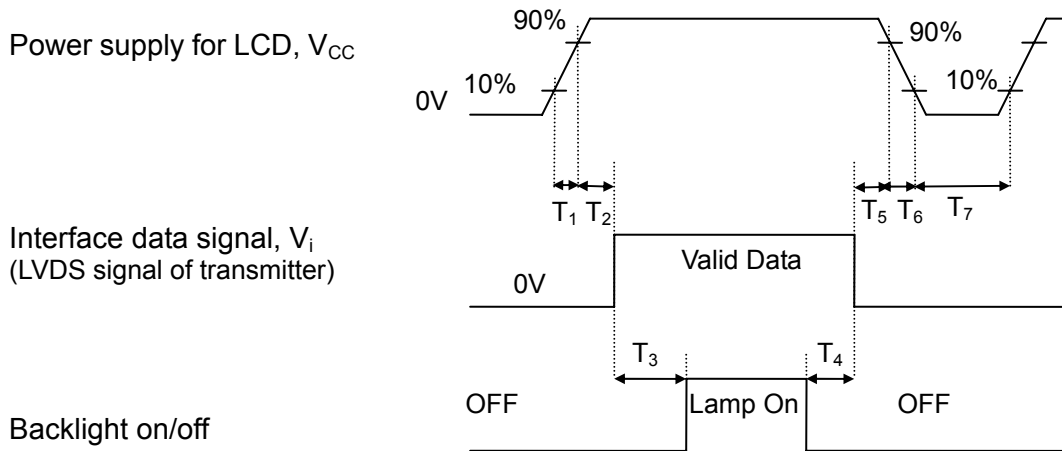 90%
Power supply for LCD, VCC
90%
10%
10%
0V
T1 T2
T5 T6 T7
Interface data signal, Vi
(LVDS signal of transmitter)
Valid Data
0V
T3
T4
OFF
Lamp On
OFF
Backlight on/off